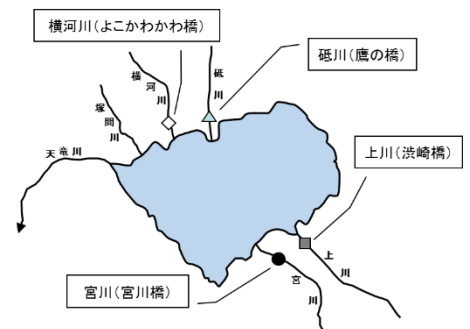 横河川(よこかわかわ橋)
砥川(鷹の橋)
砥川
横河川
塚間川
天竜川
上川(渋崎橋)
上川
宮川
宮川(宮川橋)